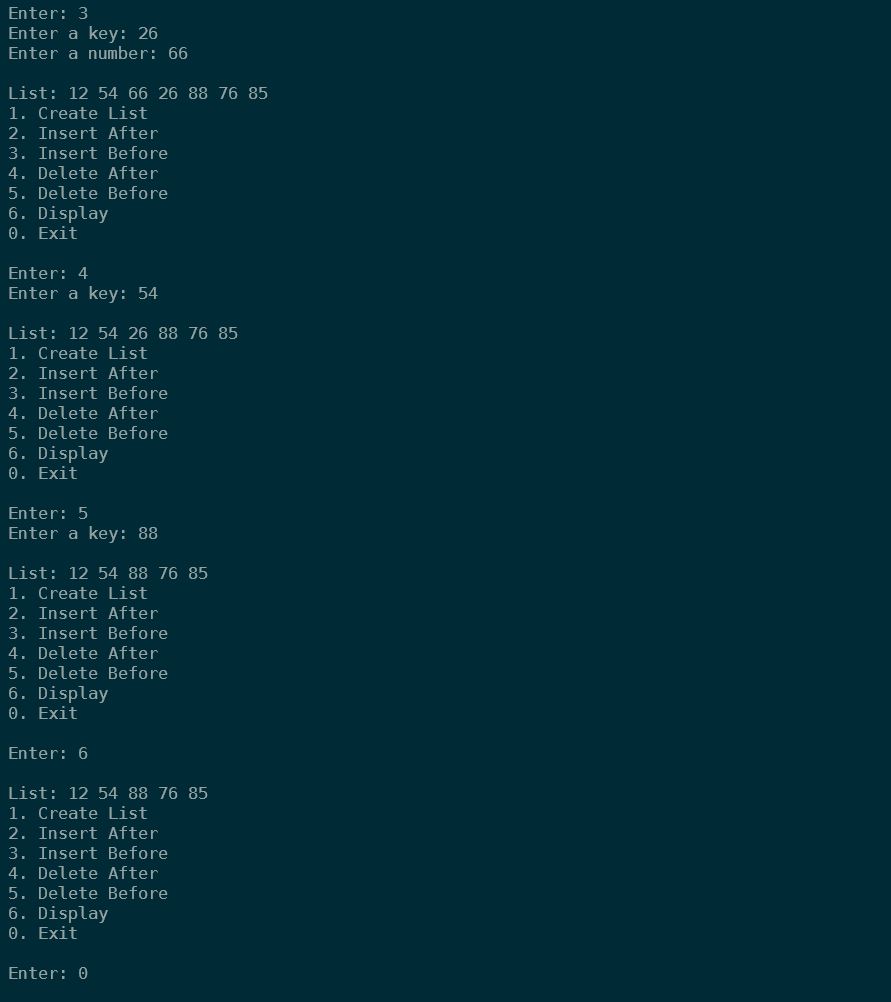 Enter: 3
Enter a key: 26
Enter a number: 66
List: 12 54 66 26 88 76 85
1. Create List
2. Insert After
3. Insert Before
4. Delete After
5. Delete Before
6. Display
0. Exit
Enter: 4
Enter a key: 54
List: 12 54 26 88 76 85
1. Create List
2. Insert After
3. Insert Before
4. Delete After
5. Delete Before
6. Display
0. Exit
Enter: 5
Enter a key: 88
List: 12 54 88 76 85
1. Create List
2. Insert After
3. Insert Before
4. Delete After
5. Delete Before
6. Display
0. Exit
Enter: 6
List: 12 54 88 76 85
1. Create List
2. Insert After
3. Insert Before
4. Delete After
5. Delete Before
6. Display
0. Exit
Enter: 0